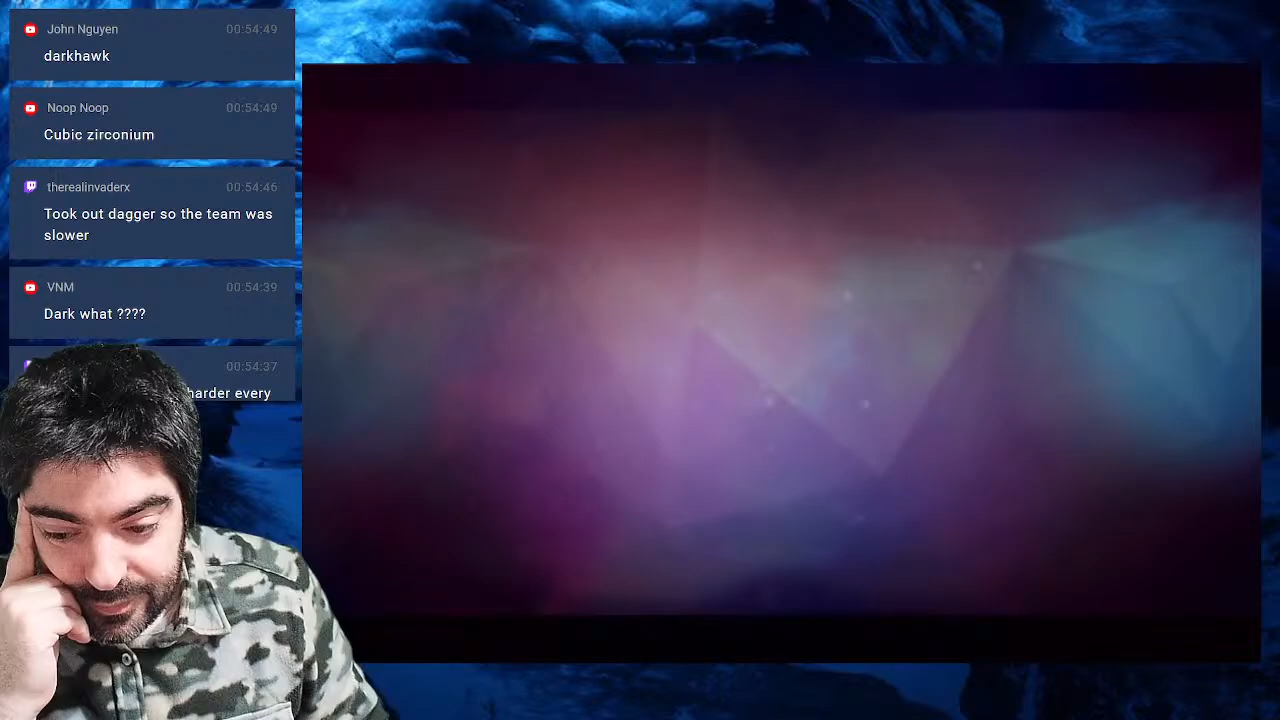 John Nguyen 00:54:49
darkhawk
Noop Noop 00:54:49
Cubic zirconium
therealinvaderx 00:54:46
Took out dagger so the team was
slower
VNM 00:54:39
Dark what ????
00:54:37
harder every